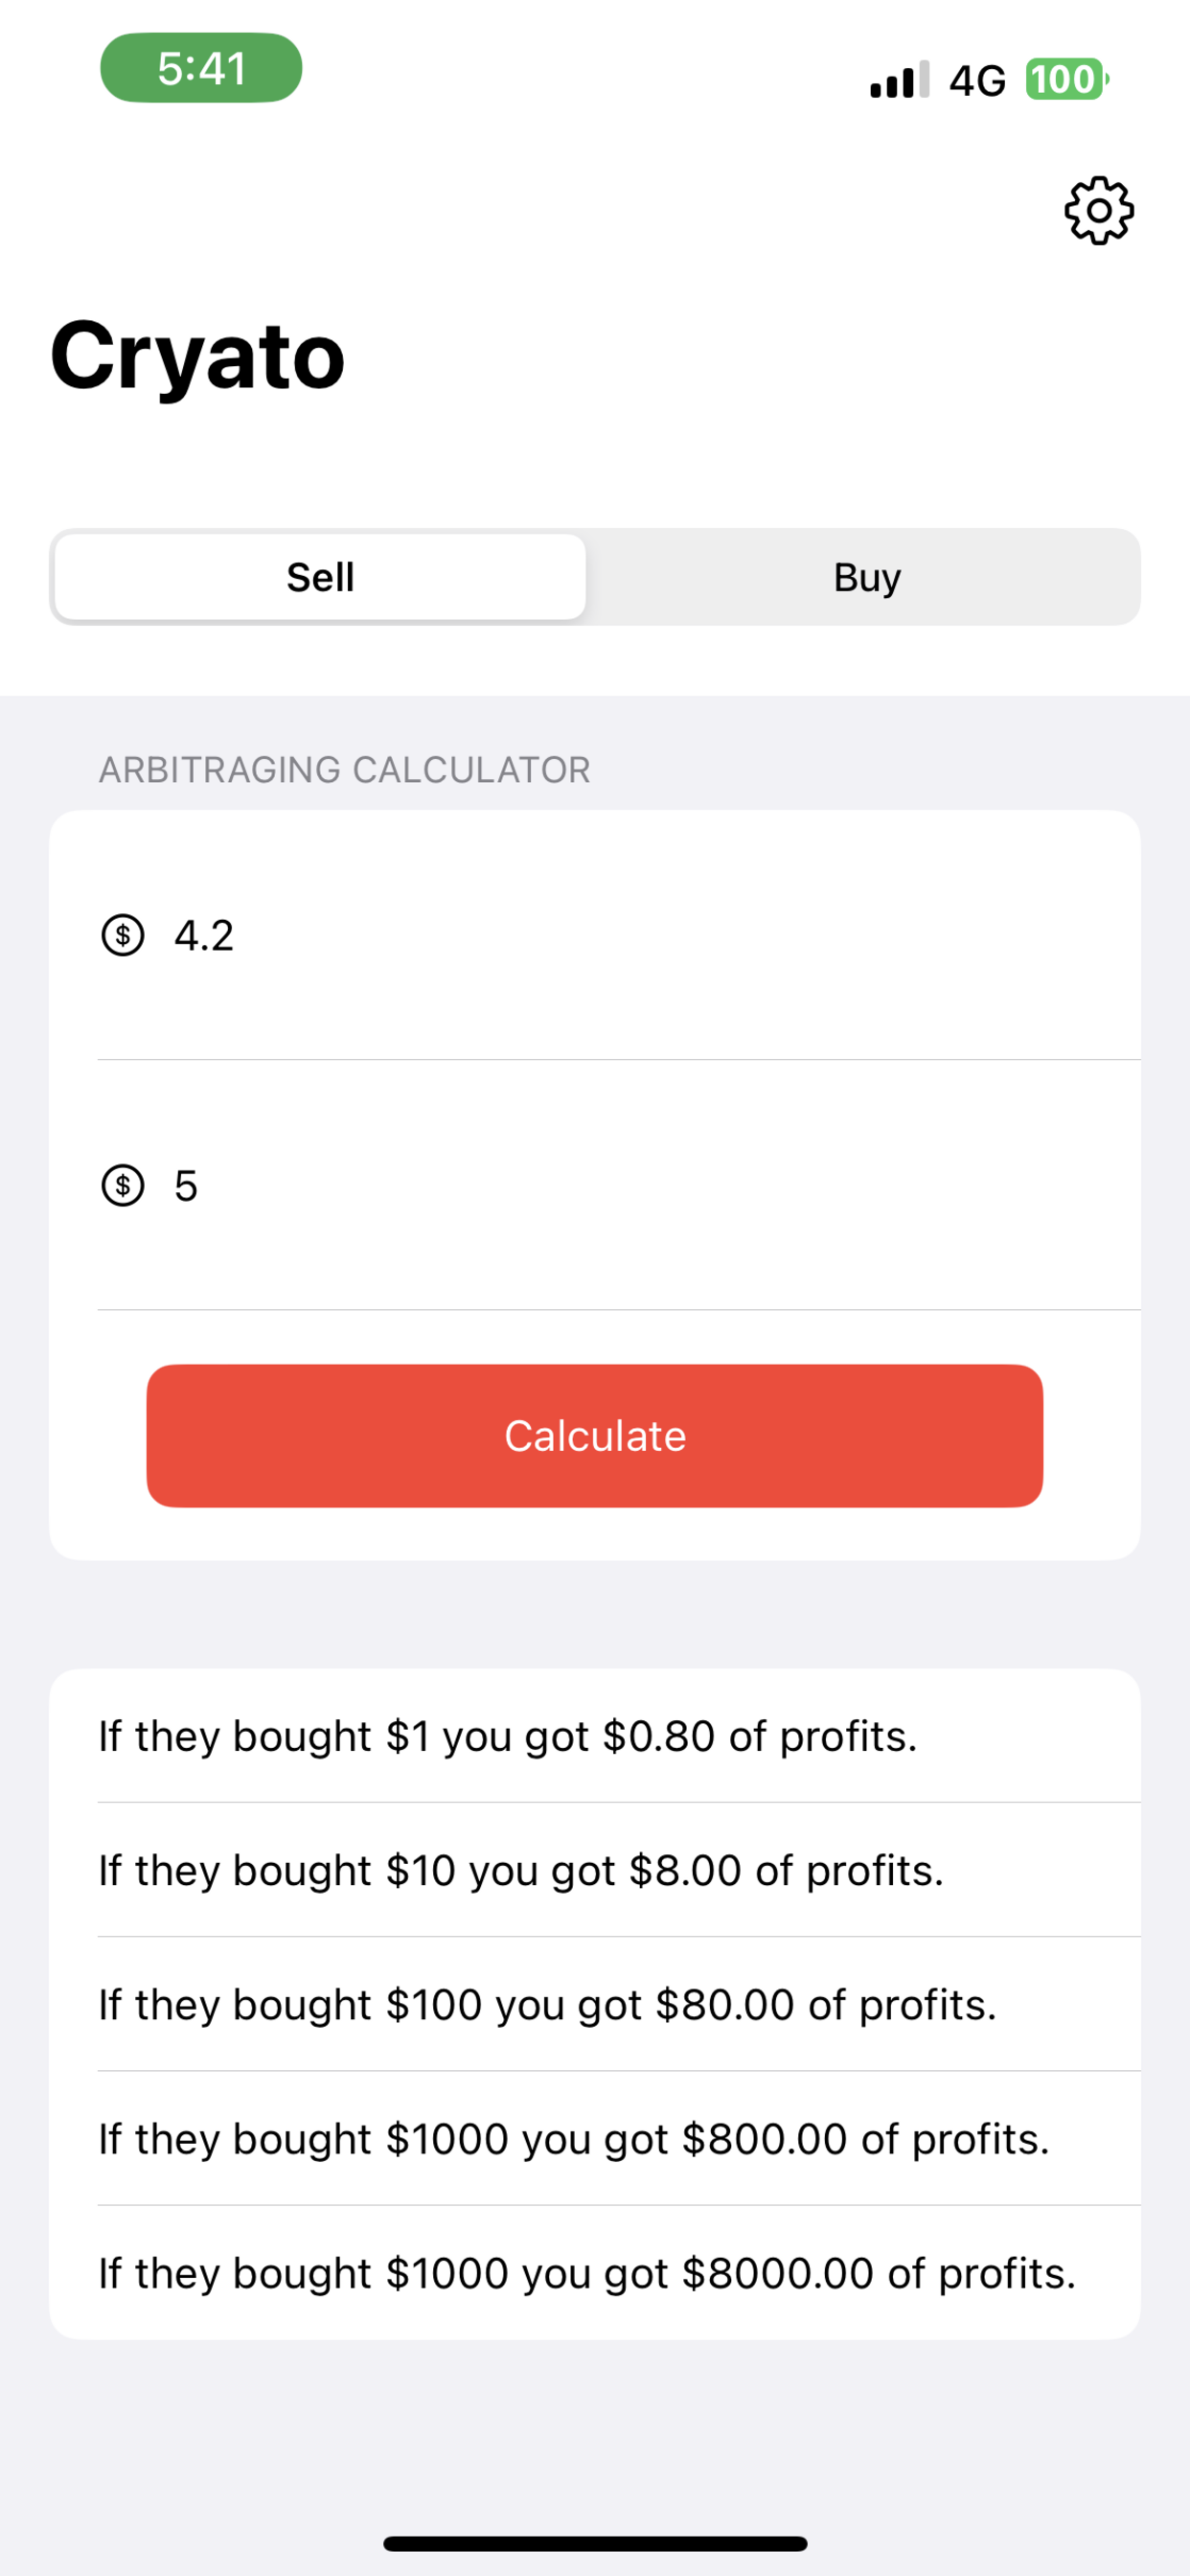 5:41
4G 100
Cryato
Sell Buy
ARBITRAGING CALCULATOR
$ 4.2
$ 5
Calculate
If they bought $1 you got $0.80 of profits.
If they bought $10 you got $8.00 of profits.
If they bought $100 you got $80.00 of profits.
If they bought $1000 you got $800.00 of profits.
If they bought $1000 you got $8000.00 of profits.